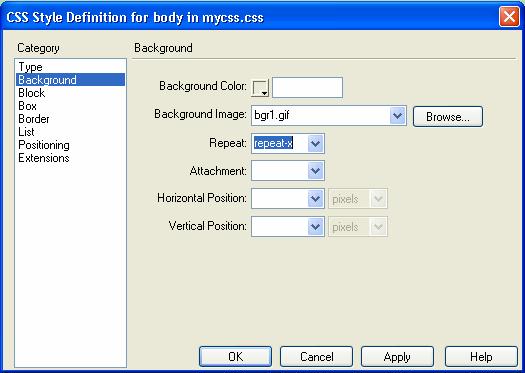 CSS Style Definition for body in mycss.css
Category
Background
Type
Background
Block
Box
Border
List
Positioning
Extensions
Background Color:
Background Image: bgr1.gif Browse...
Repeat: repeat-x
Attachment:
Horizontal Position: pixels
Vertical Position: pixels
OK Cancel Apply Help